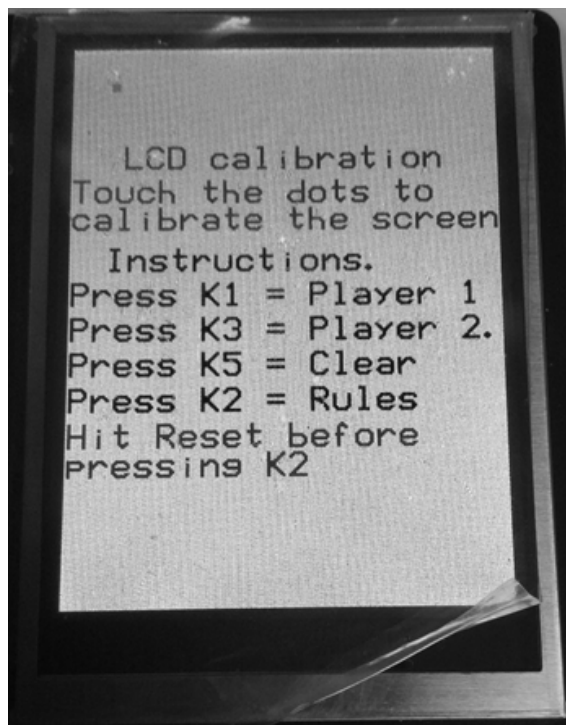 LCD calibration
Touch the dots to
calibrate the screen
Instructions.
Press K1 = Player 1
Press K3 = Player 2.
Press K5 = Clear
Press K2 = Rules
Hit Reset before
pressing K2